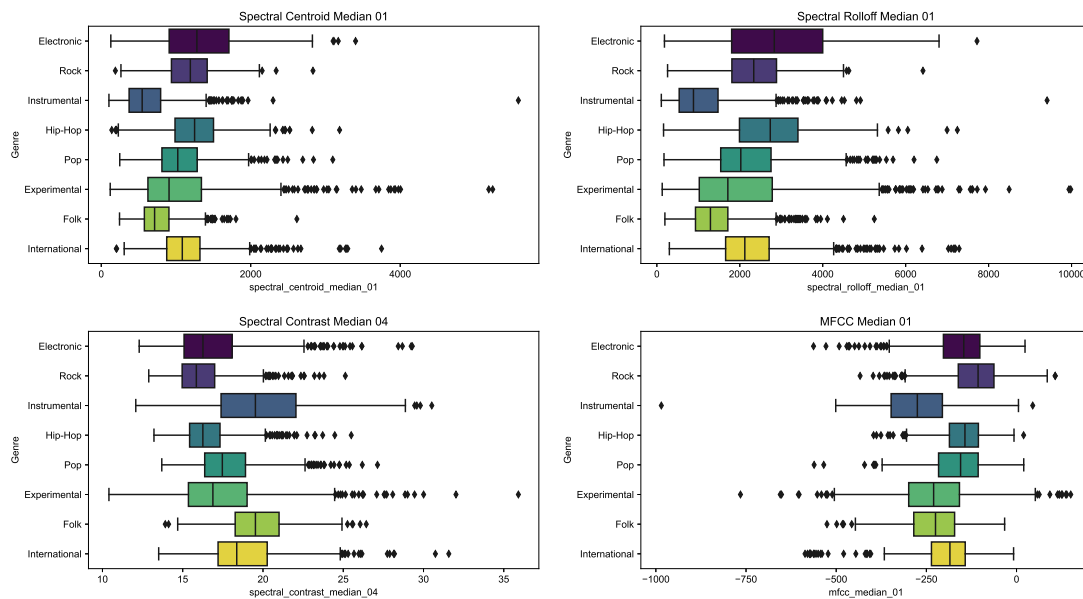 Spectral Centroid Median 01
Genre
Electronic
Rock
Instrumental
Hip-Hop
Pop
Experimental
Folk
International
0 2000 4000
spectral_centroid_median_01
Spectral Rolloff Median 01
Genre
Electronic
Rock
Instrumental
Hip-Hop
Pop
Experimental
Folk
International
0 2000 4000 6000 8000 10000
spectral_rolloff_median_01
Spectral Contrast Median 04
Genre
Electronic
Rock
Instrumental
Hip-Hop
Pop
Experimental
Folk
International
10 15 20 25 30 35
spectral_contrast_median_04
MFCC Median 01
Genre
Electronic
Rock
Instrumental
Hip-Hop
Pop
Experimental
Folk
International
−1000 −750 −500 −250 0
mfcc_median_01